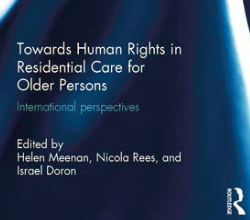 Towards Human Rights in
Residential Care for
Older Persons
International perspectives
Edited by
Helen Meenan, Nicola Rees, and
Israel Doron
ROUTLEDGE